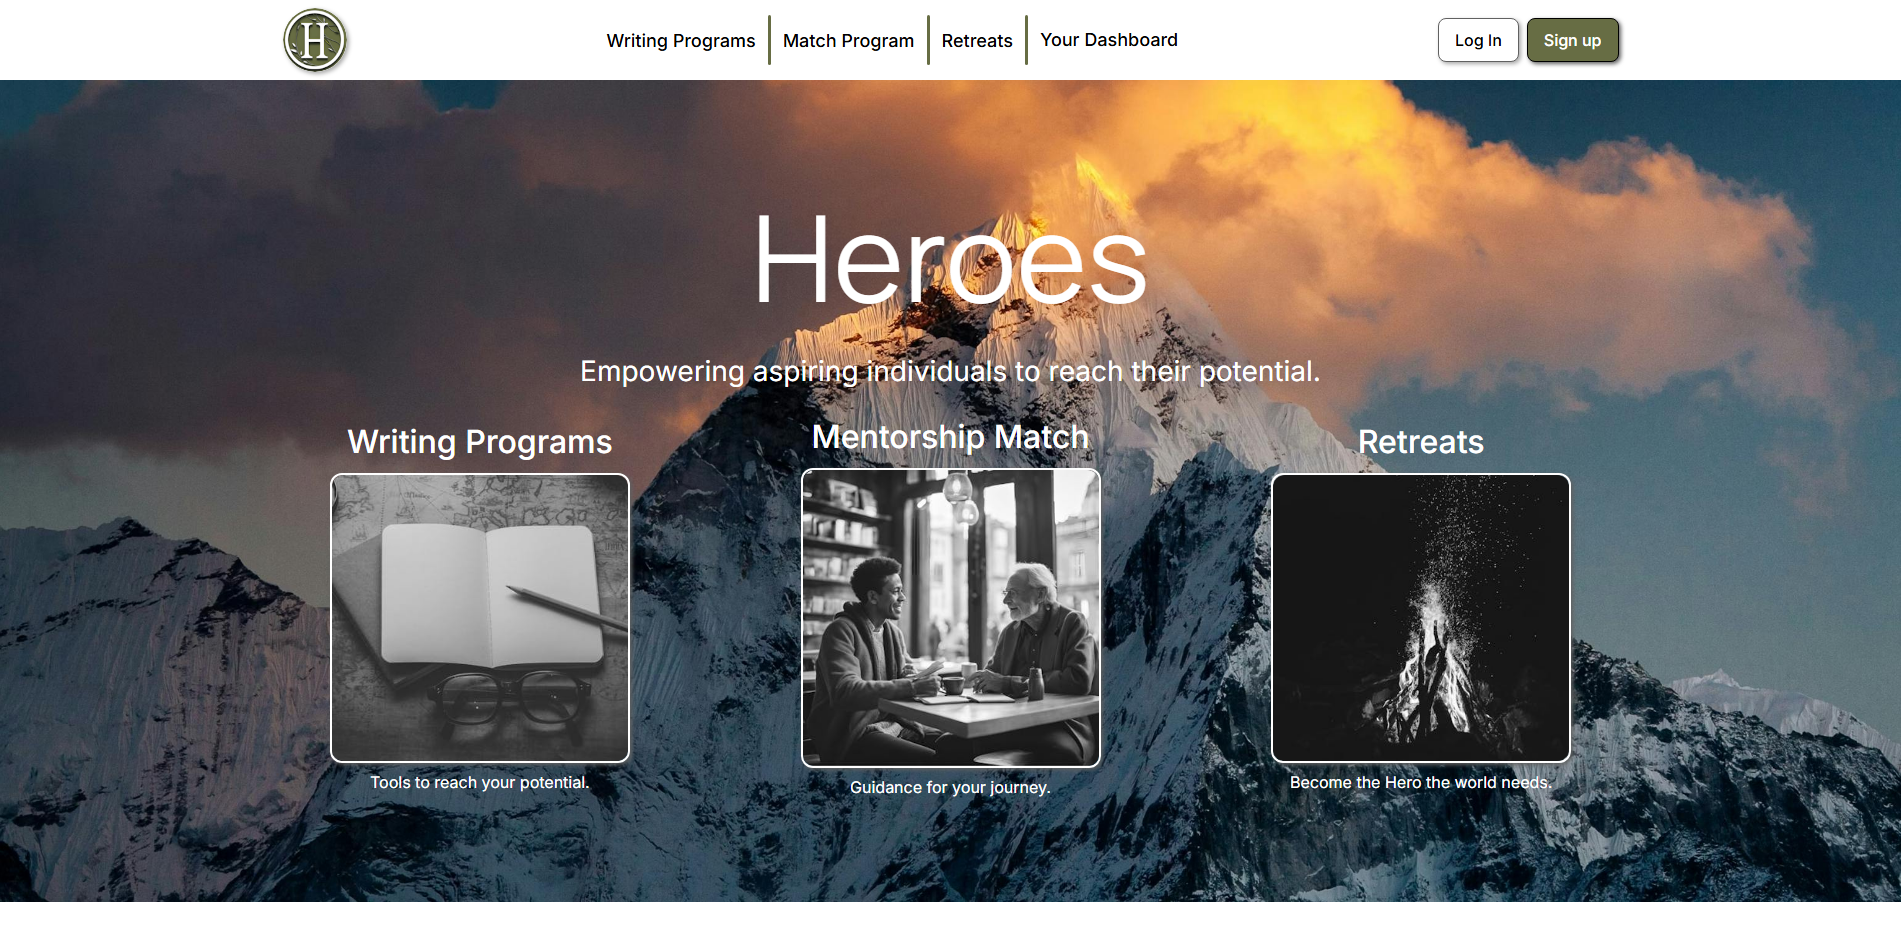 H
Writing Programs
Match Program
Retreats
Your Dashboard
Log In
Sign up
Heroes
Empowering aspiring individuals to reach their potential.
Writing Programs
Mentorship Match
Retreats
Tools to reach your potential.
Guidance for your journey.
Become the Hero the world needs.